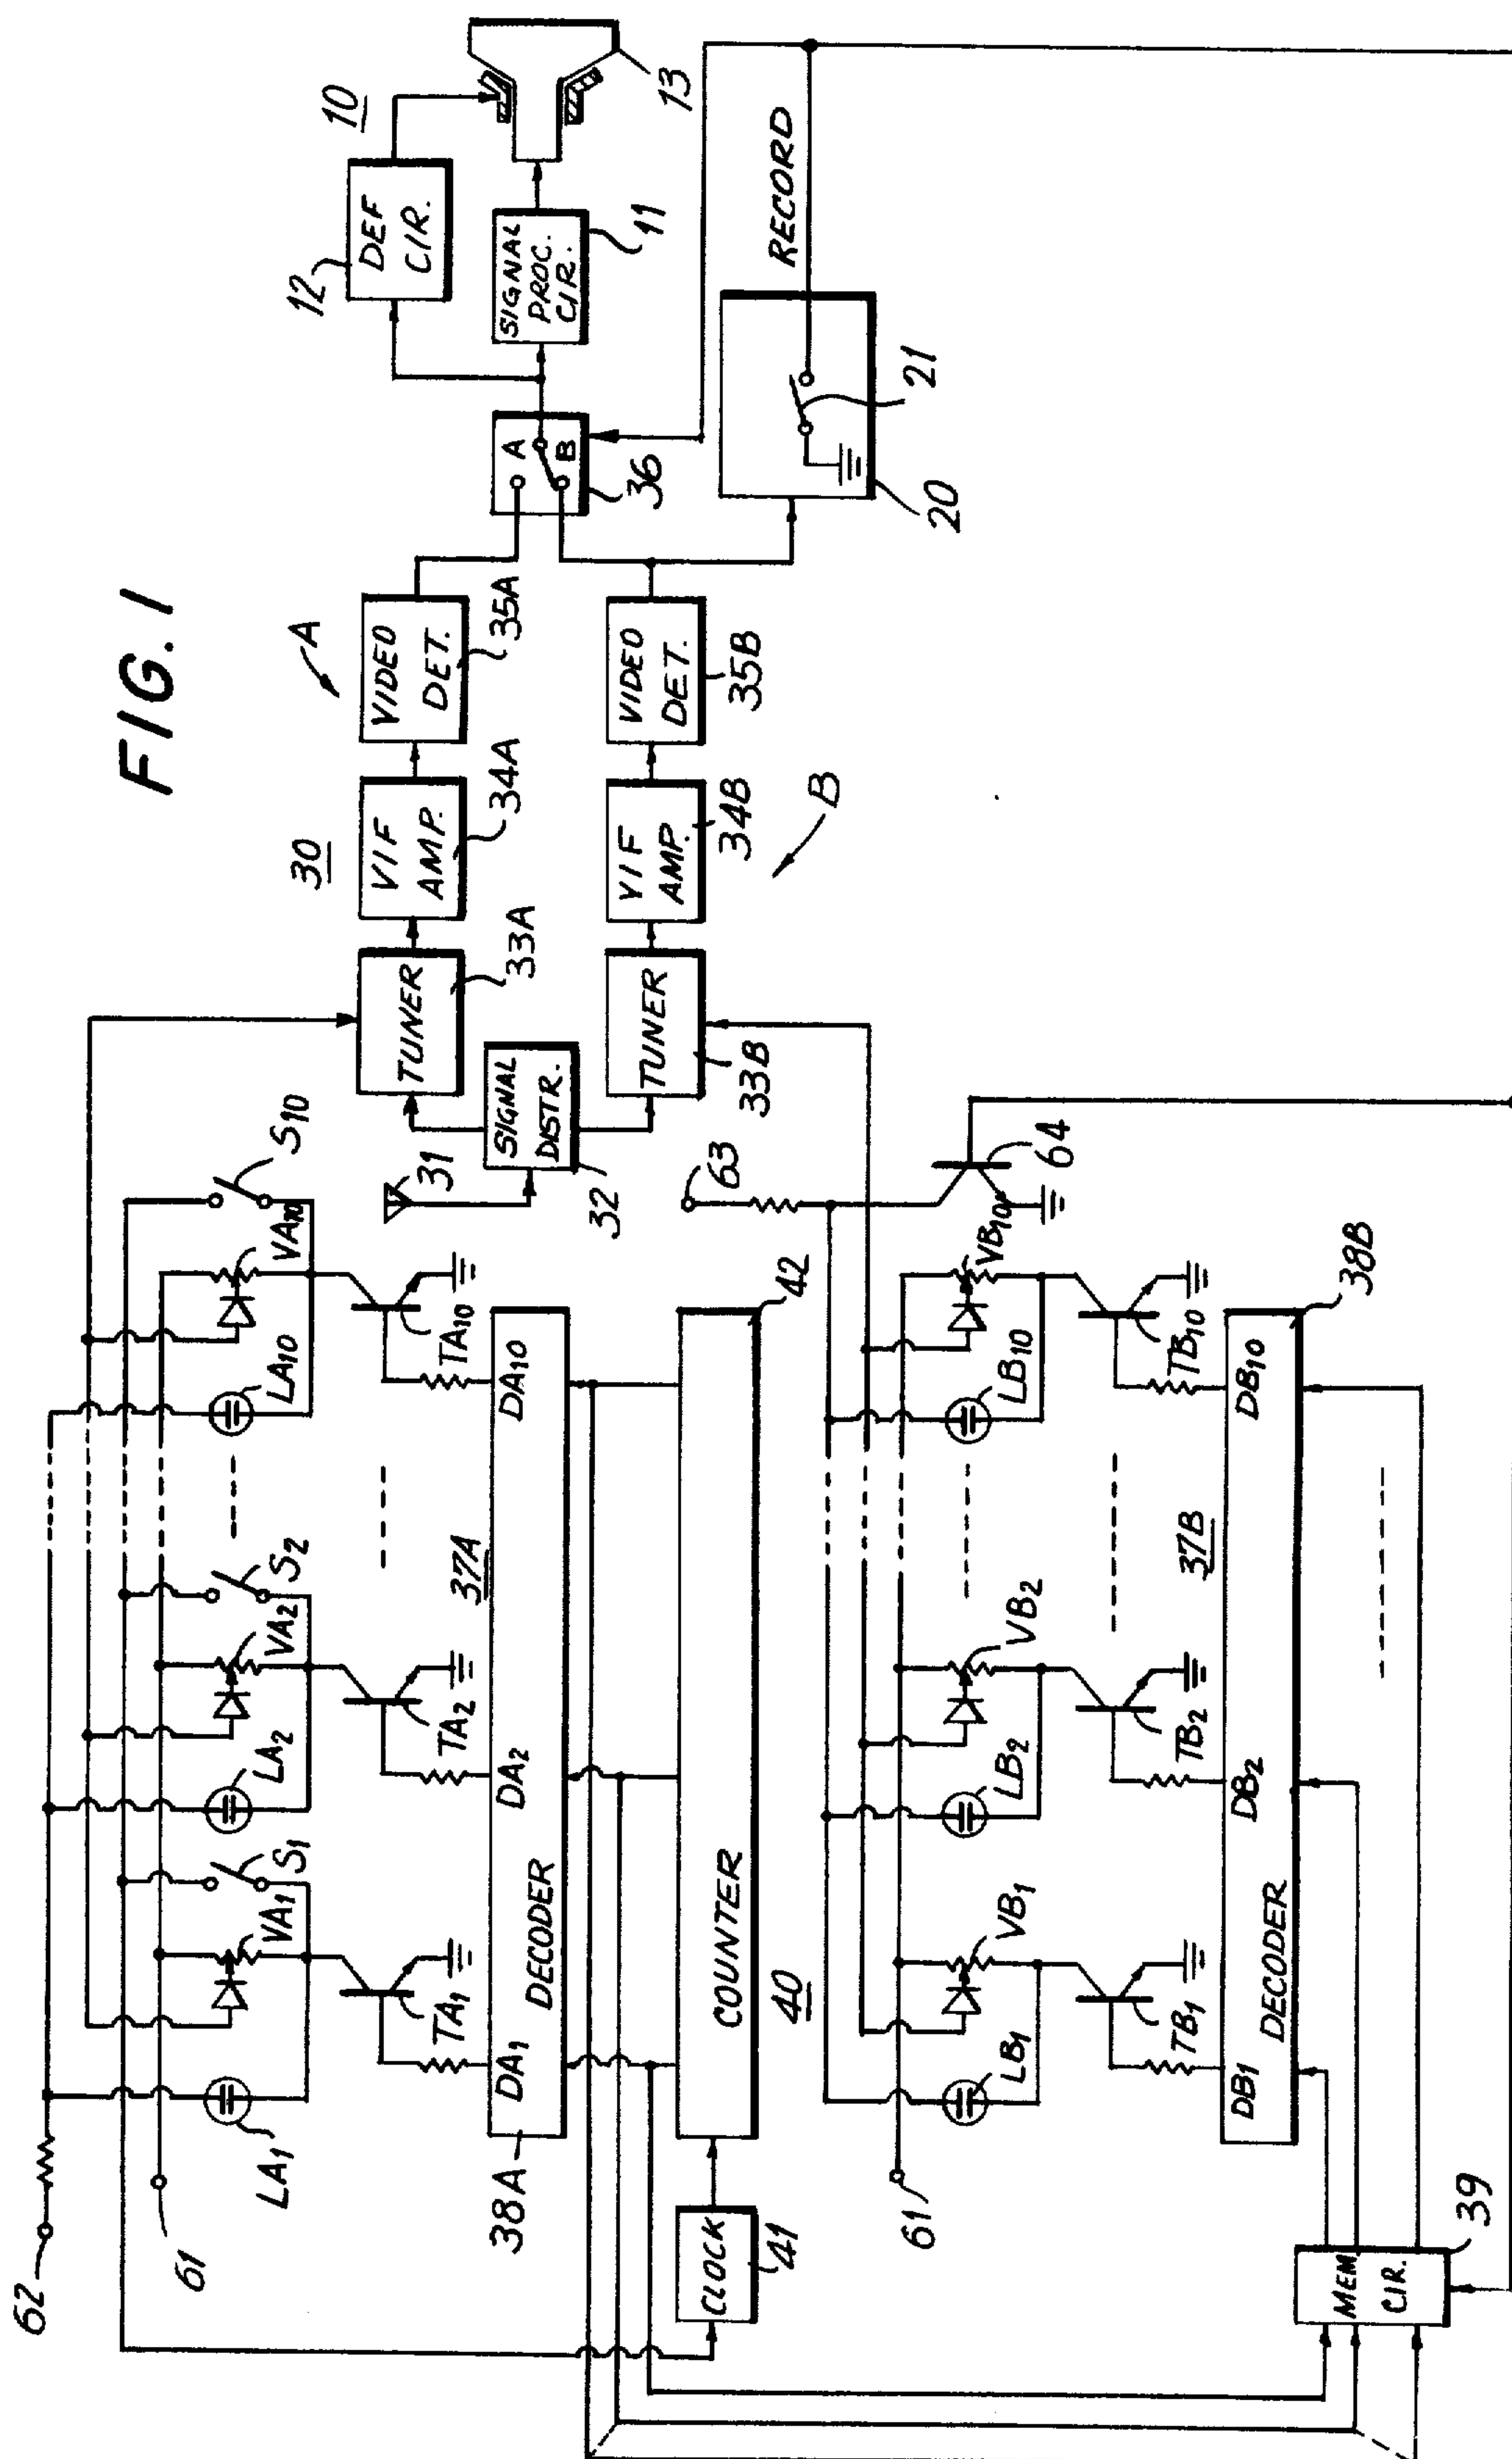 FIG. 1
62
61
LA1
VA1
S1
LA2
VA2
S2
LA10
VA10
S10
TA1
TA2
TA10
37A
38A
DA1
DA2
DA10
DECODER
CLOCK
41
COUNTER
42
40
31
SIGNAL
DISTR.
32
TUNER
33A
30
VIF
AMP.
34A
VIDEO
DET.
35A
A
TUNER
33B
VIF
AMP.
34B
VIDEO
DET.
35B
B
A
B
36
12
DEF
CIR.
10
SIGNAL
PROC.
CIR.
11
13
20
21
RECORD
63
64
61
LB1
VB1
LB2
VB2
LB10
VB10
TB1
TB2
TB10
37B
DB1
DB2
DB10
DECODER
38B
MEM
CIR.
39